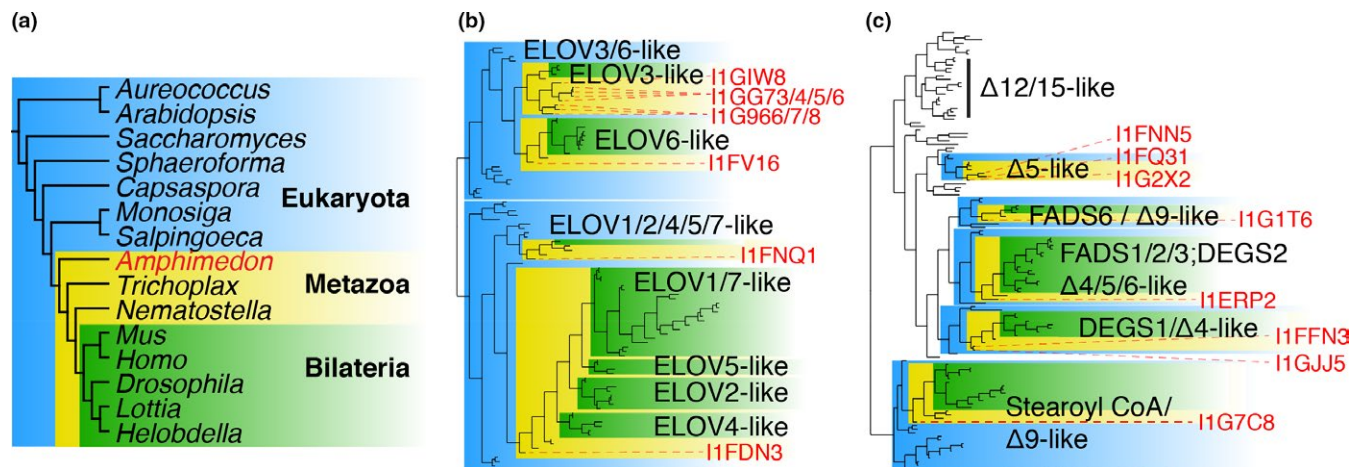 (a)
Aureococcus
Arabidopsis
Saccharomyces
Sphaeroforma
Capsaspora
Eukaryota
Monosiga
Salpingoeca
Amphimedon
Trichoplax
Metazoa
Nematostella
Mus
Homo
Bilateria
Drosophila
Lottia
Helobdella
(b)
ELOV3/6-like
ELOV3-like
I1GIW8
I1GG73/4/5/6
I1G966/7/8
ELOV6-like
I1FV16
ELOV1/2/4/5/7-like
I1FNQ1
ELOV1/7-like
ELOV5-like
ELOV2-like
ELOV4-like
I1FDN3
(c)
Δ12/15-like
I1FNN5
I1FQ31
Δ5-like
I1G2X2
FADS6 / Δ9-like
I1G1T6
FADS1/2/3;DEGS2
Δ4/5/6-like
I1ERP2
DEGS1/Δ4-like
I1FFN3
I1GJJ5
Stearoyl CoA/
I1G7C8
Δ9-like